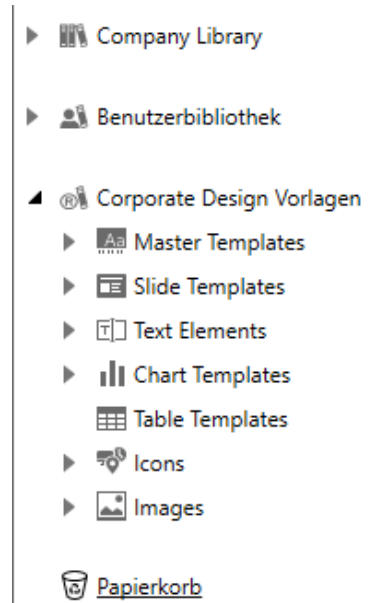 Company Library
Benutzerbibliothek
Corporate Design Vorlagen
Master Templates
Slide Templates
Text Elements
Chart Templates
Table Templates
Icons
Images
Papierkorb